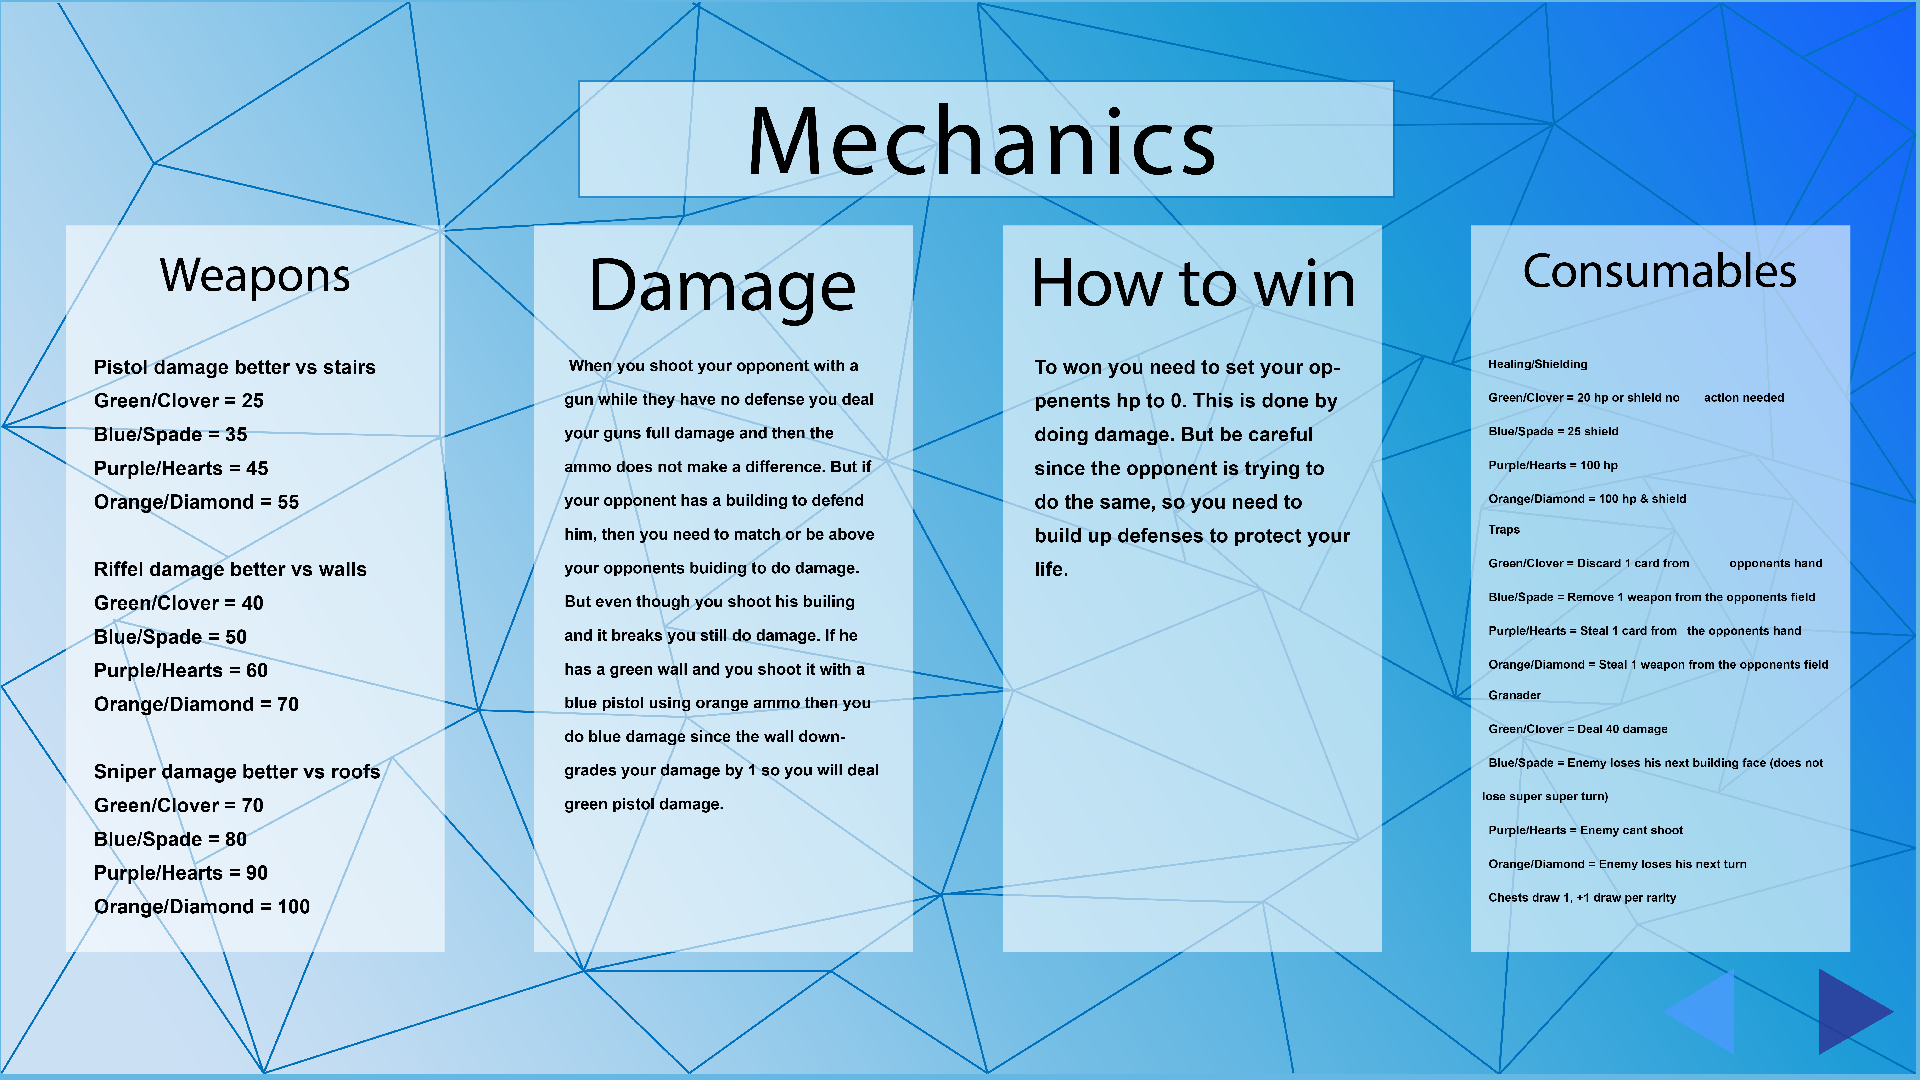 Mechanics
Weapons
Pistol damage better vs stairs
Green/Clover = 25
Blue/Spade = 35
Purple/Hearts = 45
Orange/Diamond = 55
Riffel damage better vs walls
Green/Clover = 40
Blue/Spade = 50
Purple/Hearts = 60
Orange/Diamond = 70
Sniper damage better vs roofs
Green/Clover = 70
Blue/Spade = 80
Purple/Hearts = 90
Orange/Diamond = 100
Damage
When you shoot your opponent with a
gun while they have no defense you deal
your guns full damage and then the
ammo does not make a difference. But if
your opponent has a building to defend
him, then you need to match or be above
your opponents buiding to do damage.
But even though you shoot his builing
and it breaks you still do damage. If he
has a green wall and you shoot it with a
blue pistol using orange ammo then you
do blue damage since the wall down-
grades your damage by 1 so you will deal
green pistol damage.
How to win
To won you need to set your op-
penents hp to 0. This is done by
doing damage. But be careful
since the opponent is trying to
do the same, so you need to
build up defenses to protect your
life.
Consumables
Healing/Shielding
Green/Clover = 20 hp or shield no action needed
Blue/Spade = 25 shield
Purple/Hearts = 100 hp
Orange/Diamond = 100 hp & shield
Traps
Green/Clover = Discard 1 card from opponents hand
Blue/Spade = Remove 1 weapon from the opponents field
Purple/Hearts = Steal 1 card from the opponents hand
Orange/Diamond = Steal 1 weapon from the opponents field
Granader
Green/Clover = Deal 40 damage
Blue/Spade = Enemy loses his next building face (does not
lose super super turn)
Purple/Hearts = Enemy cant shoot
Orange/Diamond = Enemy loses his next turn
Chests draw 1, +1 draw per rarity